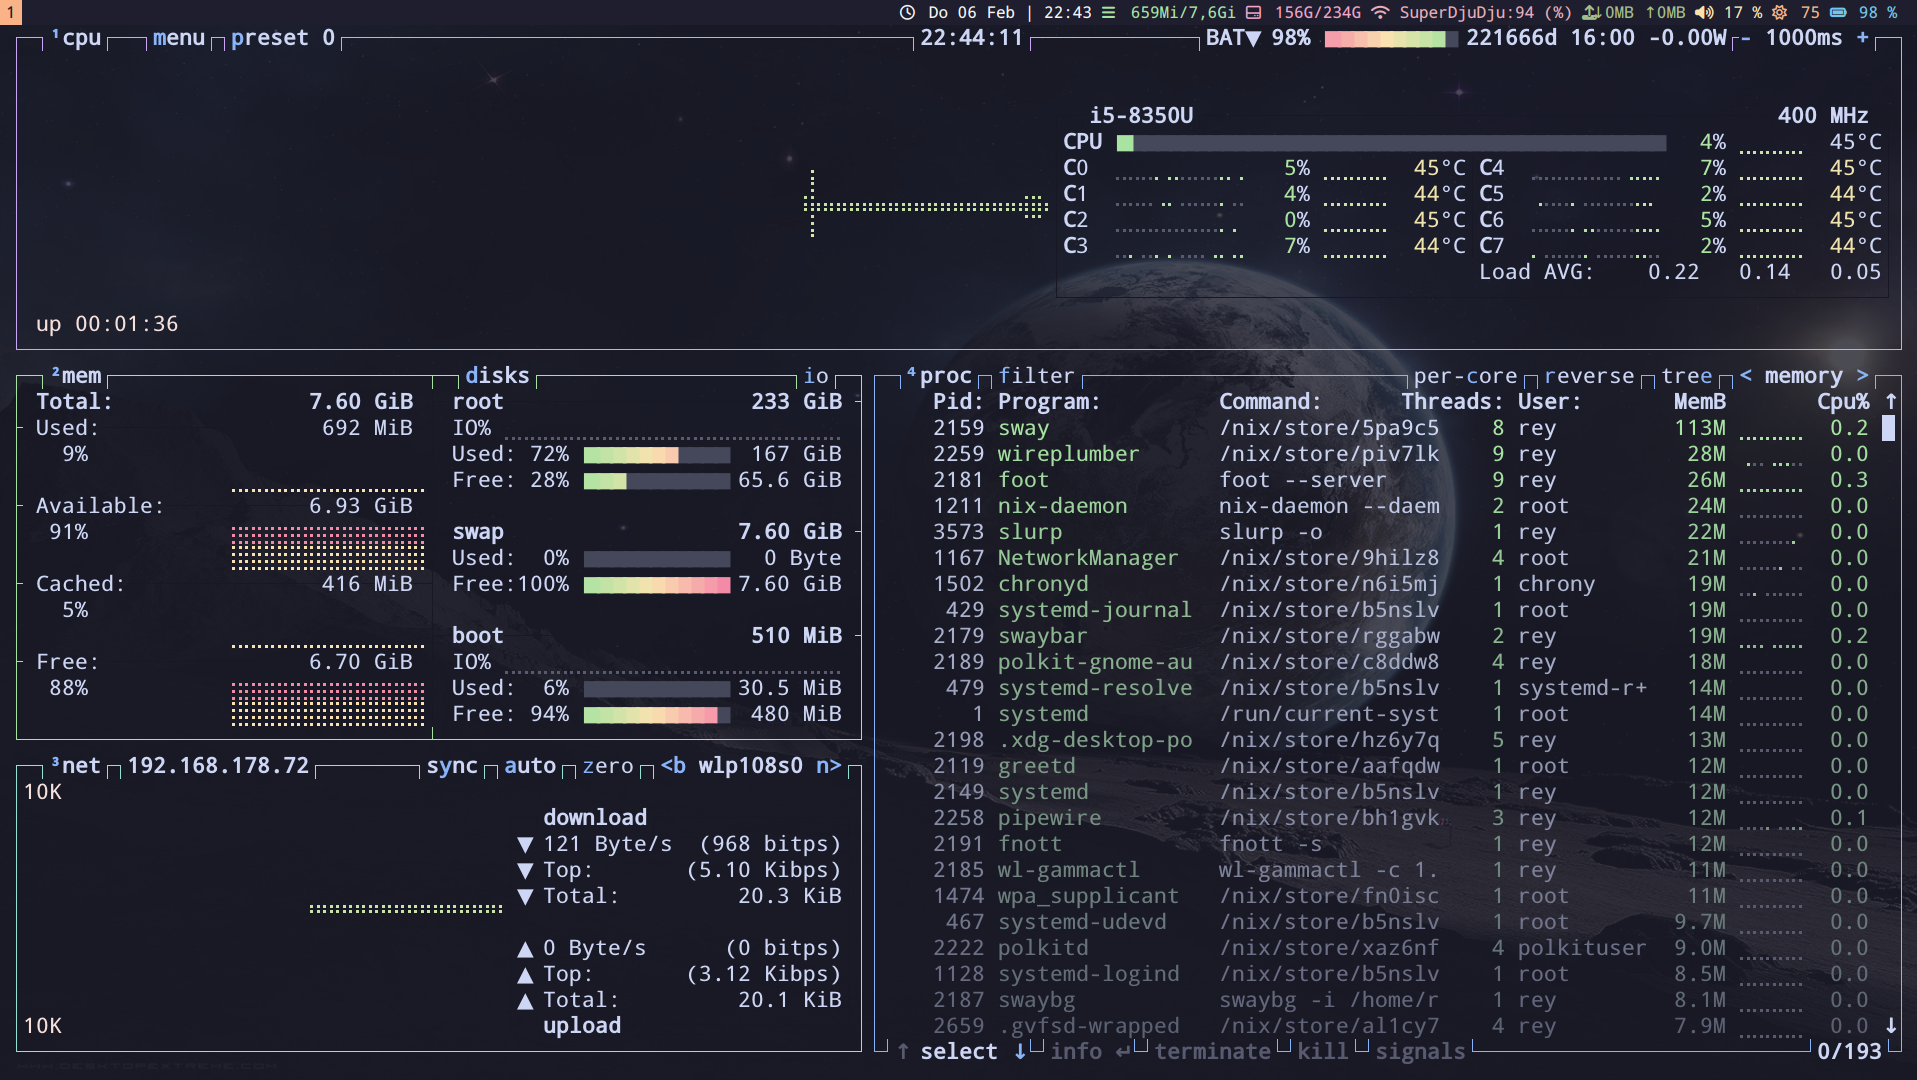 1 Do 06 Feb | 22:43 659Mi/7,6Gi 156G/234G SuperDjuDju:94 (%) ↓0MB ↑0MB 17 % 75 98 %
¹cpu menu preset 0 22:44:11 BAT▼ 98% 221666d 16:00 -0.00W - 1000ms +
i5-8350U 400 MHz
CPU 4% 45°C
C0 5% 45°C C4 7% 45°C
C1 4% 44°C C5 2% 44°C
C2 0% 45°C C6 5% 45°C
C3 7% 44°C C7 2% 44°C
Load AVG: 0.22 0.14 0.05
up 00:01:36
²mem
Total: 7.60 GiB
Used: 692 MiB
9%
Available: 6.93 GiB
91%
Cached: 416 MiB
5%
Free: 6.70 GiB
88%
disks io
root 233 GiB
IO%
Used: 72% 167 GiB
Free: 28% 65.6 GiB
swap 7.60 GiB
Used: 0% 0 Byte
Free:100% 7.60 GiB
boot 510 MiB
IO%
Used: 6% 30.5 MiB
Free: 94% 480 MiB
³net 192.168.178.72 sync auto zero <b wlp108s0 n>
10K
download
▼ 121 Byte/s (968 bitps)
▼ Top: (5.10 Kibps)
▼ Total: 20.3 KiB
▲ 0 Byte/s (0 bitps)
▲ Top: (3.12 Kibps)
▲ Total: 20.1 KiB
10K upload
⁴proc filter per-core reverse tree < memory >
Pid: Program: Command: Threads: User: MemB Cpu% ↑
2159 sway /nix/store/5pa9c5 8 rey 113M 0.2
2259 wireplumber /nix/store/piv7lk 9 rey 28M 0.0
2181 foot foot --server 9 rey 26M 0.3
1211 nix-daemon nix-daemon --daem 2 root 24M 0.0
3573 slurp slurp -o 1 rey 22M 0.0
1167 NetworkManager /nix/store/9hilz8 4 root 21M 0.0
1502 chronyd /nix/store/n6i5mj 1 chrony 19M 0.0
429 systemd-journal /nix/store/b5nslv 1 root 19M 0.0
2179 swaybar /nix/store/rggabw 2 rey 19M 0.2
2189 polkit-gnome-au /nix/store/c8ddw8 4 rey 18M 0.0
479 systemd-resolve /nix/store/b5nslv 1 systemd-r+ 14M 0.0
1 systemd /run/current-syst 1 root 14M 0.0
2198 .xdg-desktop-po /nix/store/hz6y7q 5 rey 13M 0.0
2119 greetd /nix/store/aafqdw 1 root 12M 0.0
2149 systemd /nix/store/b5nslv 1 rey 12M 0.0
2258 pipewire /nix/store/bh1gvk 3 rey 12M 0.1
2191 fnott fnott -s 1 rey 12M 0.0
2185 wl-gammactl wl-gammactl -c 1. 1 rey 11M 0.0
1474 wpa_supplicant /nix/store/fn0isc 1 root 11M 0.0
467 systemd-udevd /nix/store/b5nslv 1 root 9.7M 0.0
2222 polkitd /nix/store/xaz6nf 4 polkituser 9.0M 0.0
1128 systemd-logind /nix/store/b5nslv 1 root 8.5M 0.0
2187 swaybg swaybg -i /home/r 1 rey 8.1M 0.0
2659 .gvfsd-wrapped /nix/store/al1cy7 4 rey 7.9M 0.0 ↓
↑ select ↓ info ↵ terminate kill signals 0/193